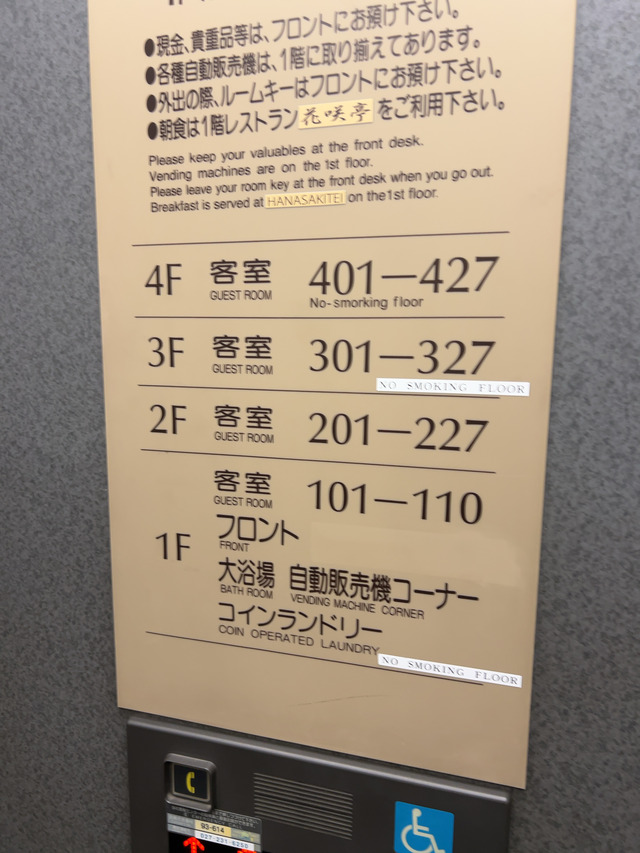 ●現金、貴重品等は、フロントにお預け下さい。
●各種自動販売機は、1階に取り揃えてあります。
●外出の際、ルームキーはフロントにお預け下さい。
●朝食は1階レストラン花咲亭をご利用下さい。
Please keep your valuables at the front desk.
Vending machines are on the 1st floor.
Please leave your room key at the front desk when you go out.
Breakfast is served at HANASAKITEI on the1st floor.
4F 客室 401—427
GUEST ROOM No-smorking floor
3F 客室 301—327
GUEST ROOM
NO SMOKING FLOOR
2F 客室 201—227
GUEST ROOM
客室 101—110
GUEST ROOM
1F フロント
FRONT
大浴場 自動販売機コーナー
BATH ROOM VENDING MACHINE CORNER
コインランドリー
COIN OPERATED LAUNDRY
NO SMOKING FLOOR
93-614